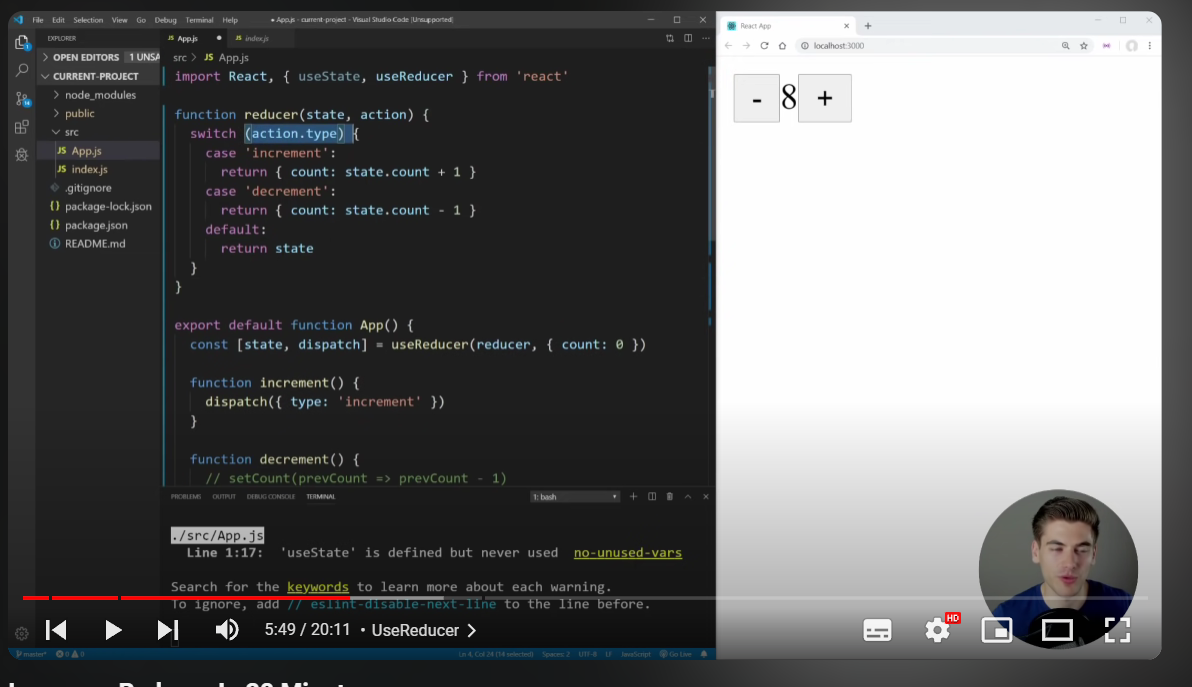 File Edit Selection View Go Debug Terminal Help
● App.js - current-project - Visual Studio Code [Unsupported]
EXPLORER
OPEN EDITORS 1 UNSA
CURRENT-PROJECT
node_modules
public
src
JS App.js
JS index.js
.gitignore
{} package-lock.json
{} package.json
README.md
JS App.js ●
JS index.js
src > JS App.js
import React, { useState, useReducer } from 'react'
function reducer(state, action) {
switch (action.type) {
case 'increment':
return { count: state.count + 1 }
case 'decrement':
return { count: state.count - 1 }
default:
return state
}
}
export default function App() {
const [state, dispatch] = useReducer(reducer, { count: 0 })
function increment() {
dispatch({ type: 'increment' })
}
function decrement() {
// setCount(prevCount => prevCount - 1)
PROBLEMS OUTPUT DEBUG CONSOLE TERMINAL
1: bash
./src/App.js
Line 1:17: 'useState' is defined but never used no-unused-vars
Search for the keywords to learn more about each warning.
To ignore, add // eslint-disable-next-line to the line before.
master* 0 0
Ln 4, Col 24 (14 selected) Spaces: 2 UTF-8 LF JavaScript Go Live
React App
localhost:3000
- 8 +
5:49 / 20:11 • UseReducer >
HD